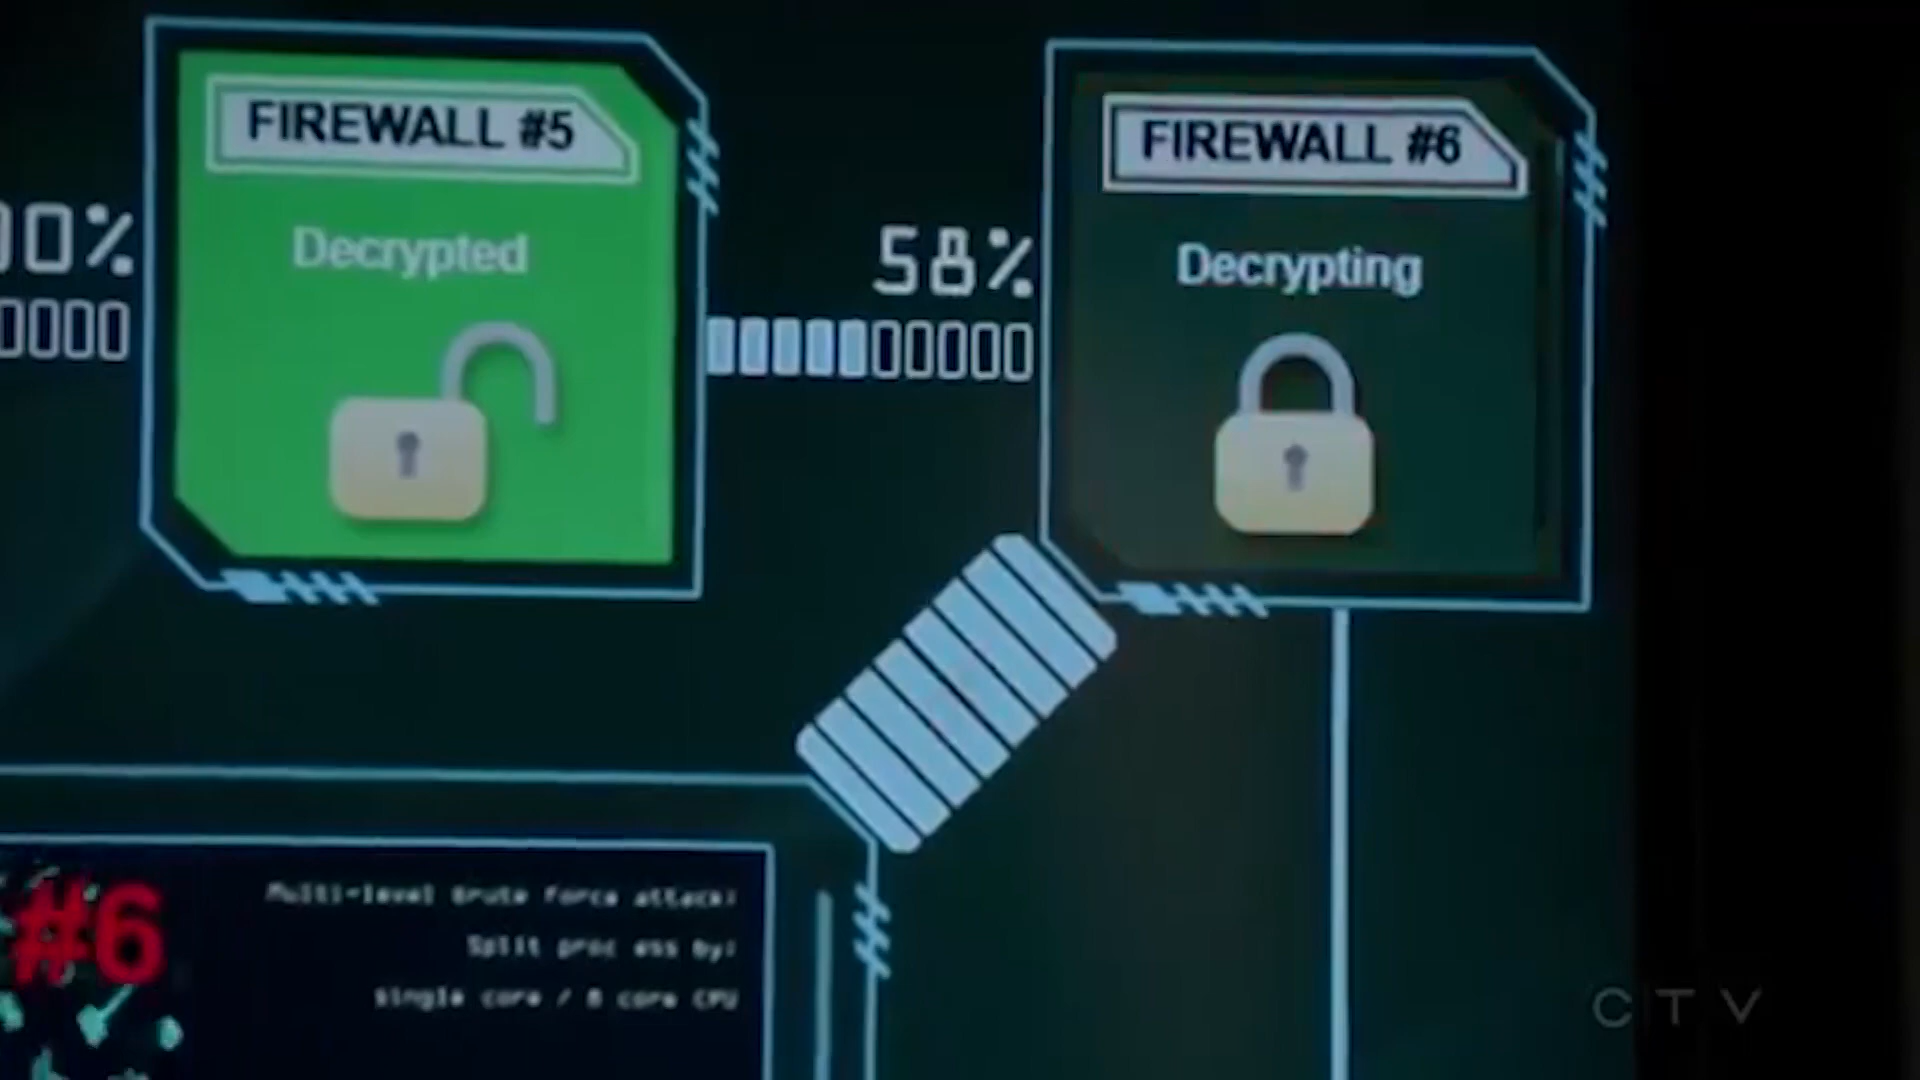 FIREWALL #5
Decrypted
00%
58%
FIREWALL #6
Decrypting
#6
Multi-level Brute force attack:
Split proc ess by:
single core / 8 core CPU
CTV